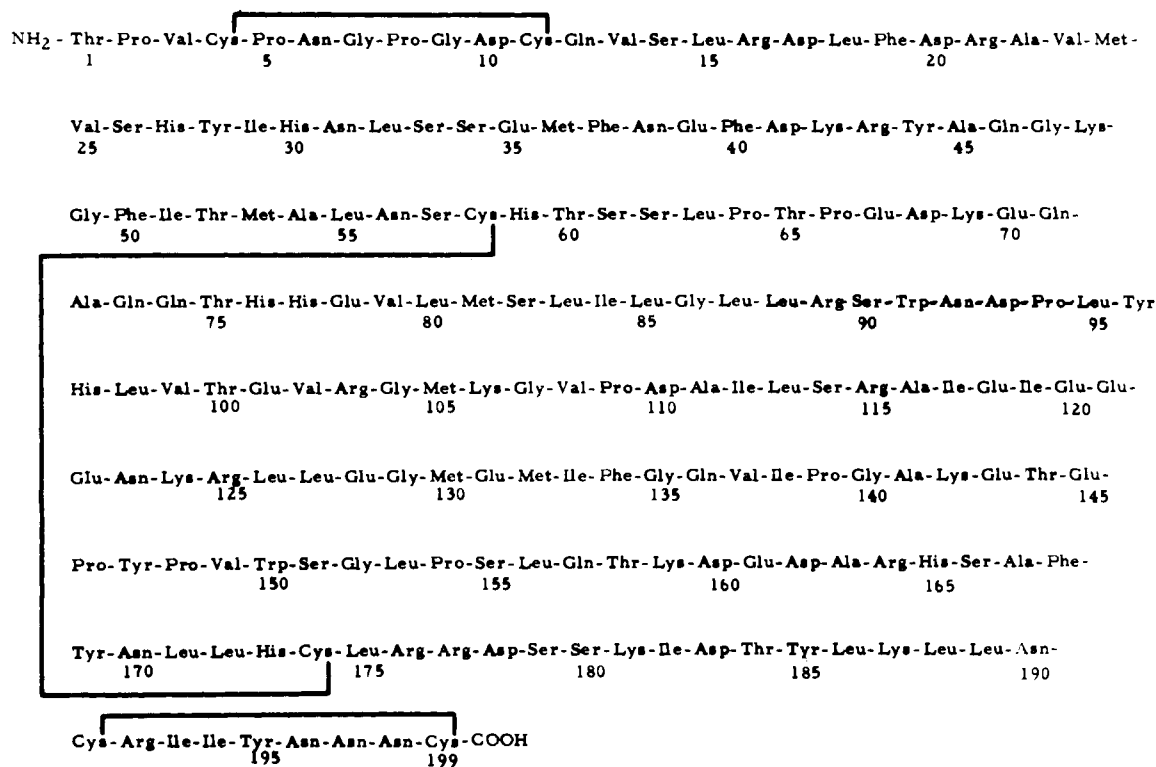 NH2 - Thr-Pro-Val-Cys-Pro-Asn-Gly-Pro-Gly-Asp-Cys-Gln-Val-Ser-Leu-Arg-Asp-Leu-Phe-Asp-Arg-Ala-Val-Met-
1 5 10 15 20
Val-Ser-His-Tyr-Ile-His-Asn-Leu-Ser-Ser-Glu-Met-Phe-Asn-Glu-Phe-Asp-Lys-Arg-Tyr-Ala-Gln-Gly-Lys-
25 30 35 40 45
Gly-Phe-Ile-Thr-Met-Ala-Leu-Asn-Ser-Cys-His-Thr-Ser-Ser-Leu-Pro-Thr-Pro-Glu-Asp-Lys-Glu-Gln-
50 55 60 65 70
Ala-Gln-Gln-Thr-His-His-Glu-Val-Leu-Met-Ser-Leu-Ile-Leu-Gly-Leu-Leu-Arg-Ser-Trp-Asn-Asp-Pro-Leu-Tyr
75 80 85 90 95
His-Leu-Val-Thr-Glu-Val-Arg-Gly-Met-Lys-Gly-Val-Pro-Asp-Ala-Ile-Leu-Ser-Arg-Ala-Ile-Glu-Ile-Glu-Glu-
100 105 110 115 120
Glu-Asn-Lys-Arg-Leu-Leu-Glu-Gly-Met-Glu-Met-Ile-Phe-Gly-Gln-Val-Ile-Pro-Gly-Ala-Lys-Glu-Thr-Glu-
125 130 135 140 145
Pro-Tyr-Pro-Val-Trp-Ser-Gly-Leu-Pro-Ser-Leu-Gln-Thr-Lys-Asp-Glu-Asp-Ala-Arg-His-Ser-Ala-Phe-
150 155 160 165
Tyr-Asn-Leu-Leu-His-Cys-Leu-Arg-Arg-Asp-Ser-Ser-Lys-Ile-Asp-Thr-Tyr-Leu-Lys-Leu-Leu-Asn-
170 175 180 185 190
Cys-Arg-Ile-Ile-Tyr-Asn-Asn-Asn-Cys-COOH
195 199